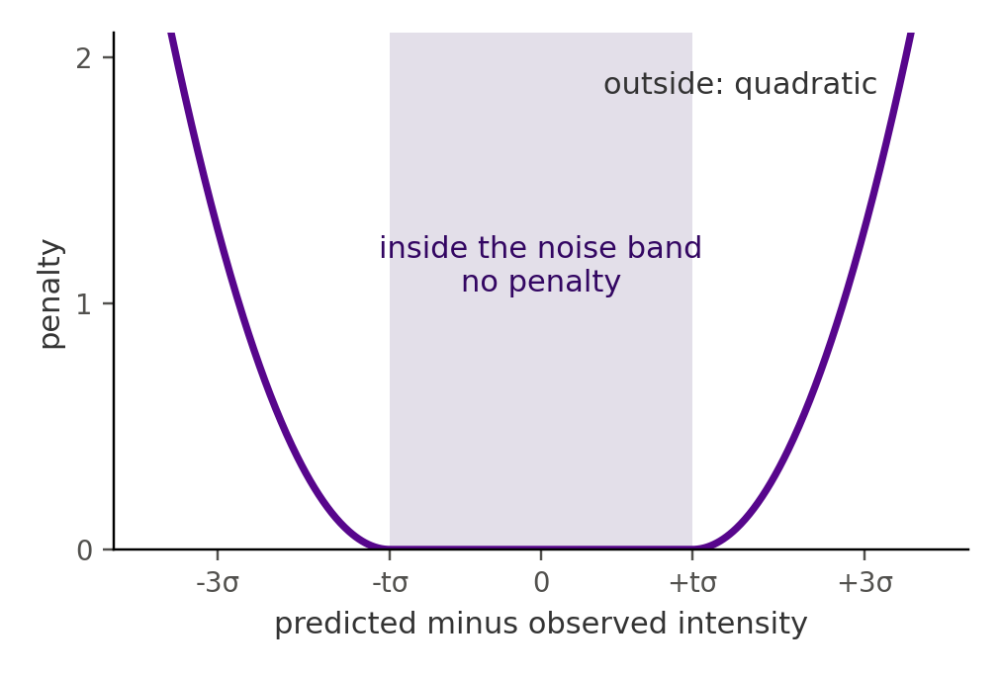 2
outside: quadratic
inside the noise band
no penalty
penalty
1
0
-3σ -tσ 0 +tσ +3σ
predicted minus observed intensity